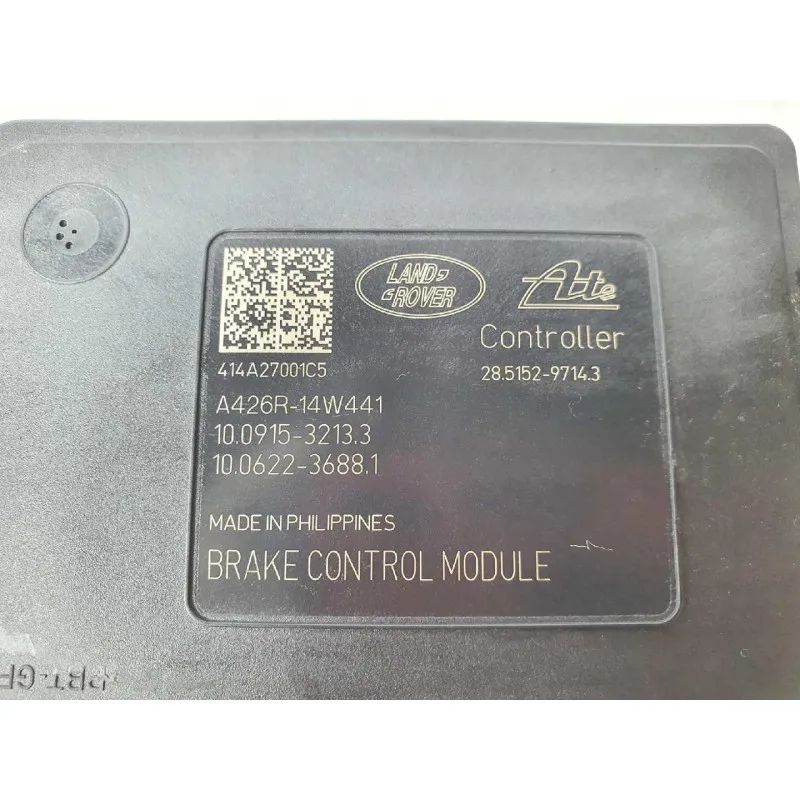 LAND ROVER
Ate
Controller
414A27001C5
28.5152-9714.3
A426R-14W441
10.0915-3213.3
10.0622-3688.1
MADE IN PHILIPPINES
BRAKE CONTROL MODULE